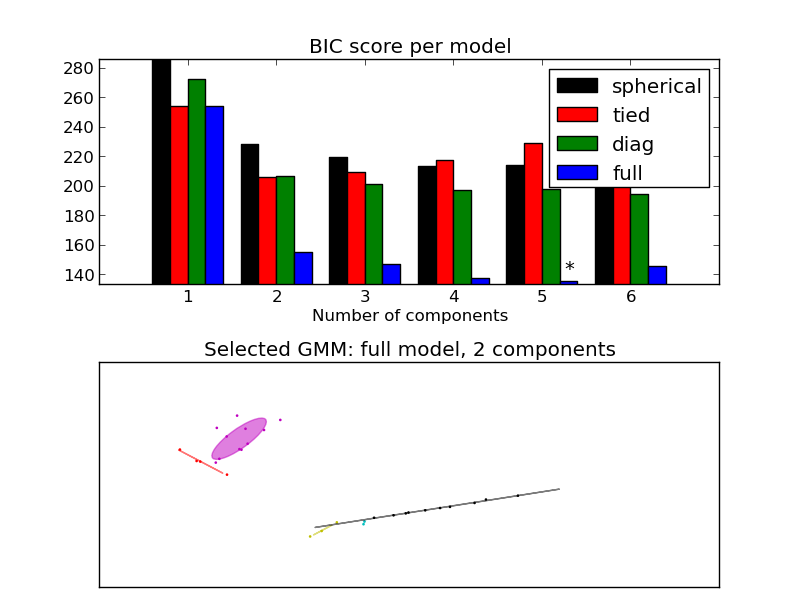 BIC score per model
280
260
240
220
200
180
160
140
spherical
tied
diag
full
*
1 2 3 4 5 6
Number of components
Selected GMM: full model, 2 components